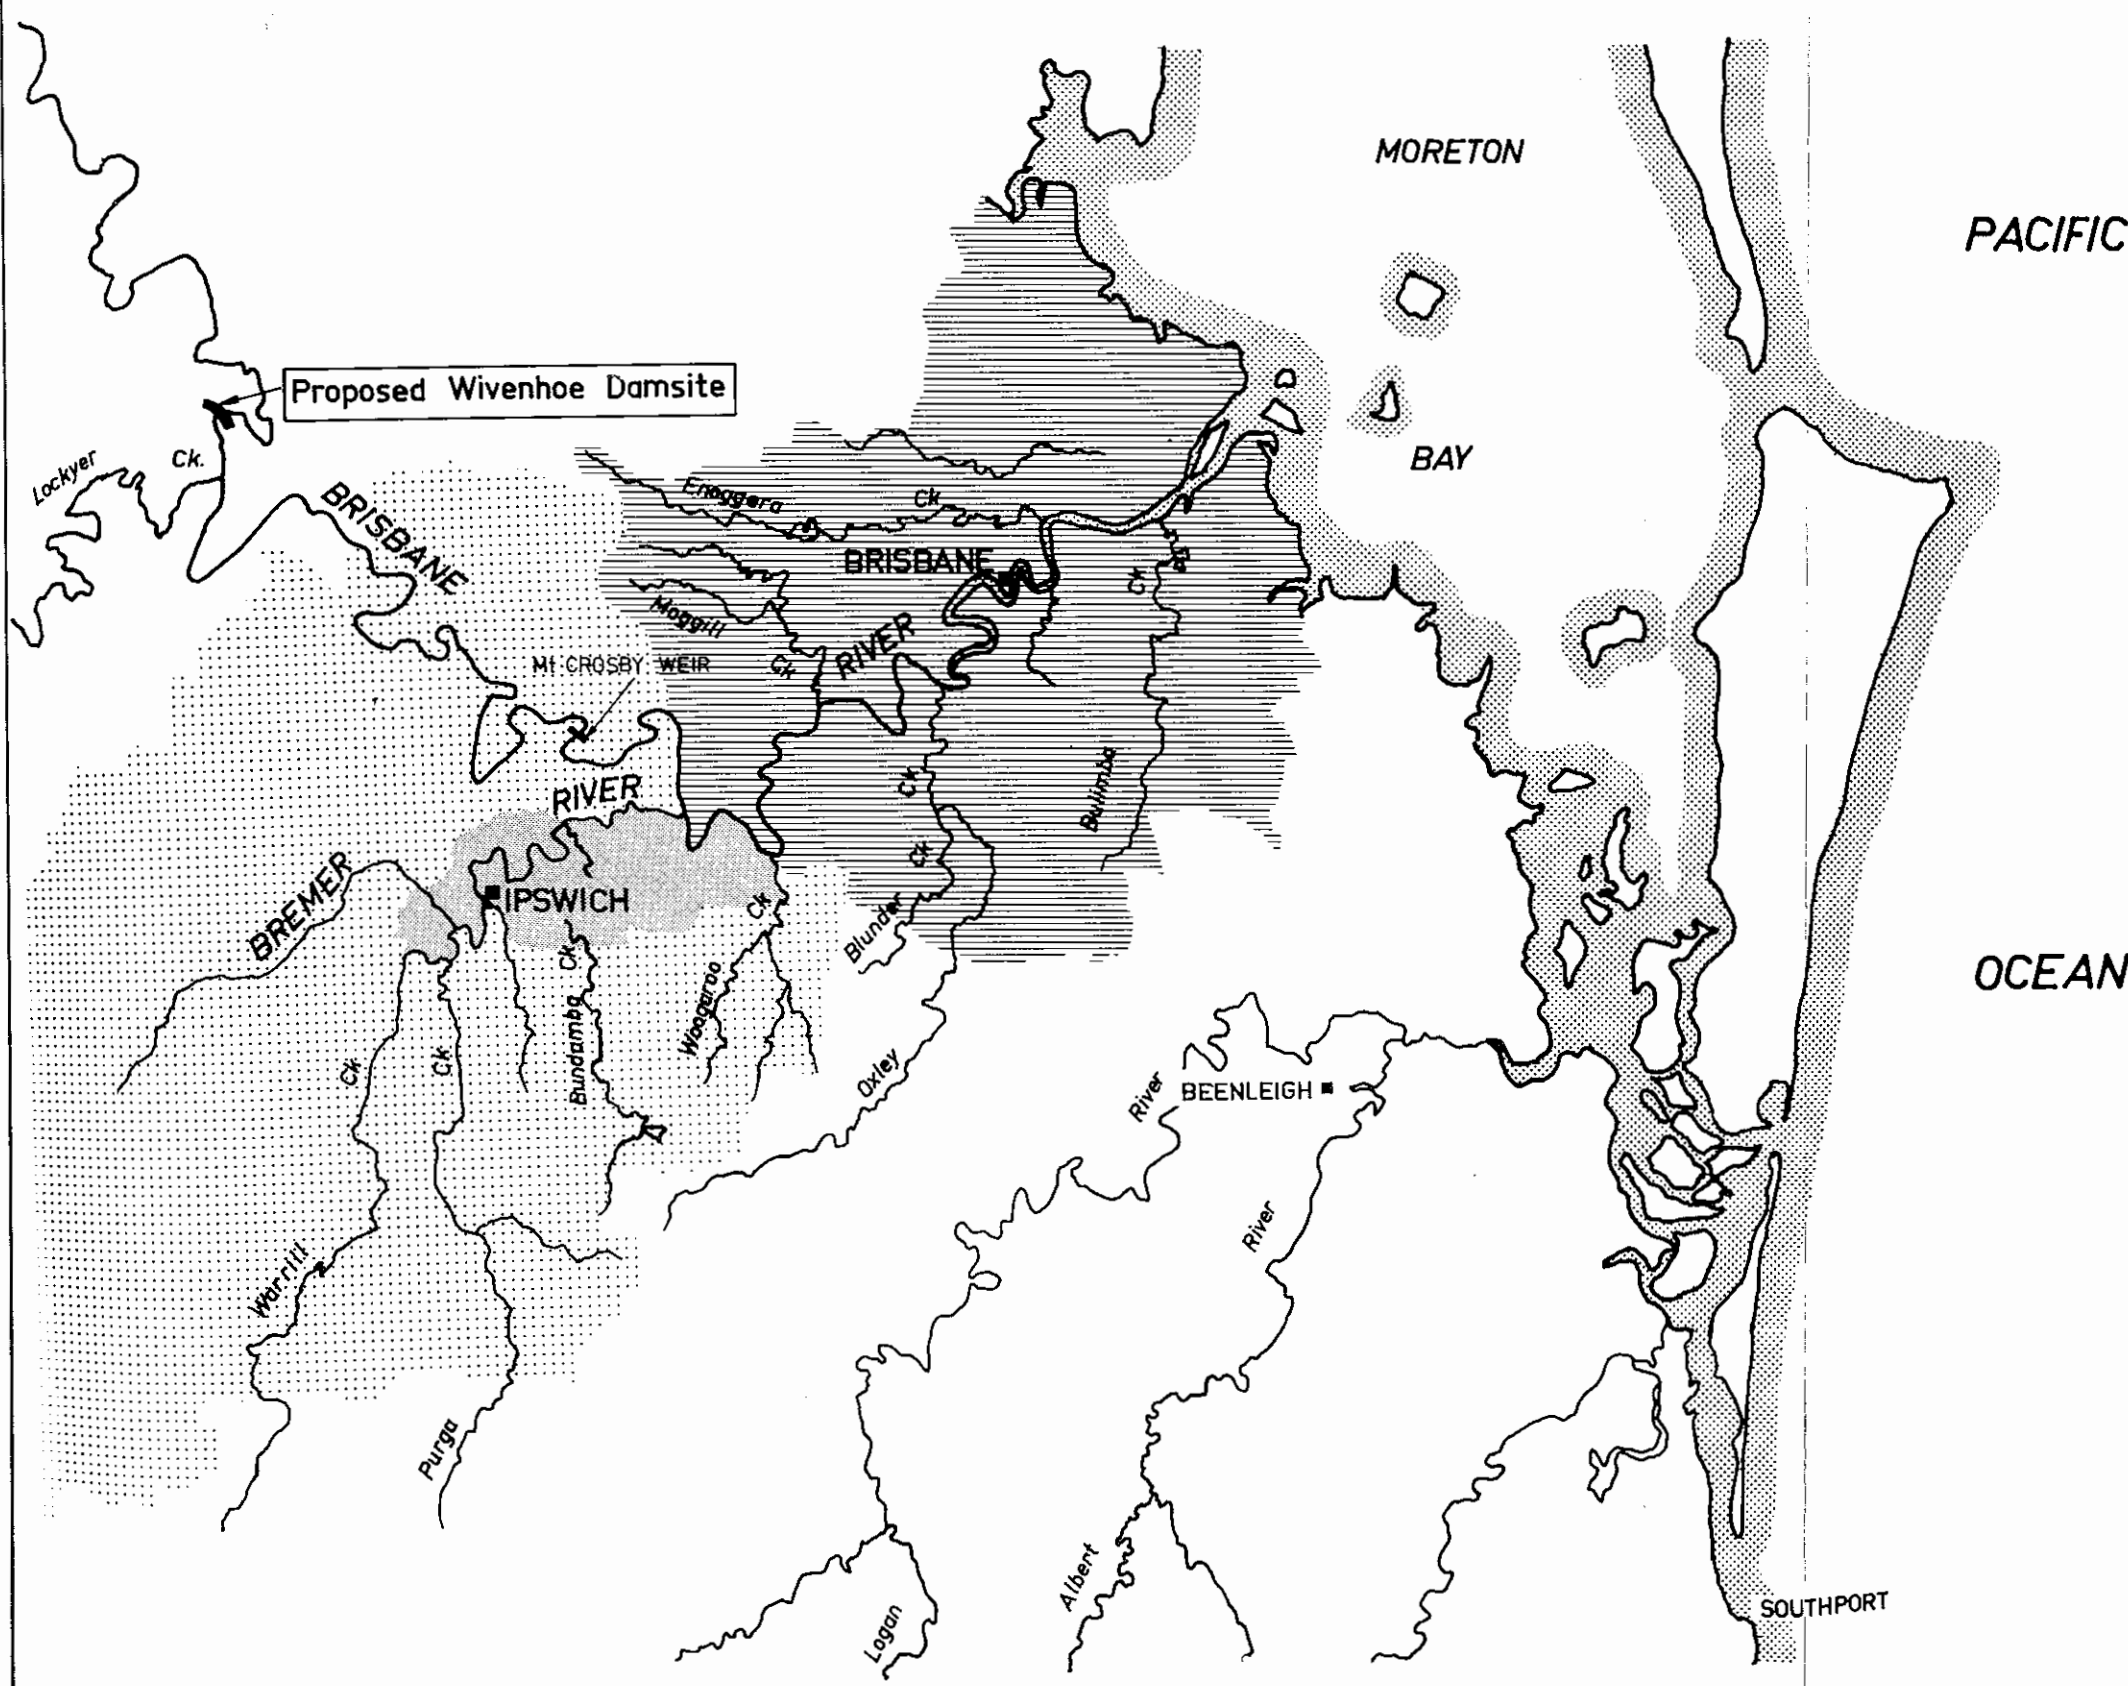 MORETON
PACIFIC
Proposed Wivenhoe Damsite
BAY
Lockyer
Ck.
BRISBANE
Enoggera
Ck
BRISBANE
Ck
Moggill
RIVER
Mt CROSBY WEIR
Ck
Ck
Bulimba
RIVER
Ck
BREMER
IPSWICH
Ck
Blunder
Ck
OCEAN
Woogaroo
Bundamba
Ck
Ck
Oxley
River
BEENLEIGH
River
Warrill
Purga
Albert
Logan
SOUTHPORT